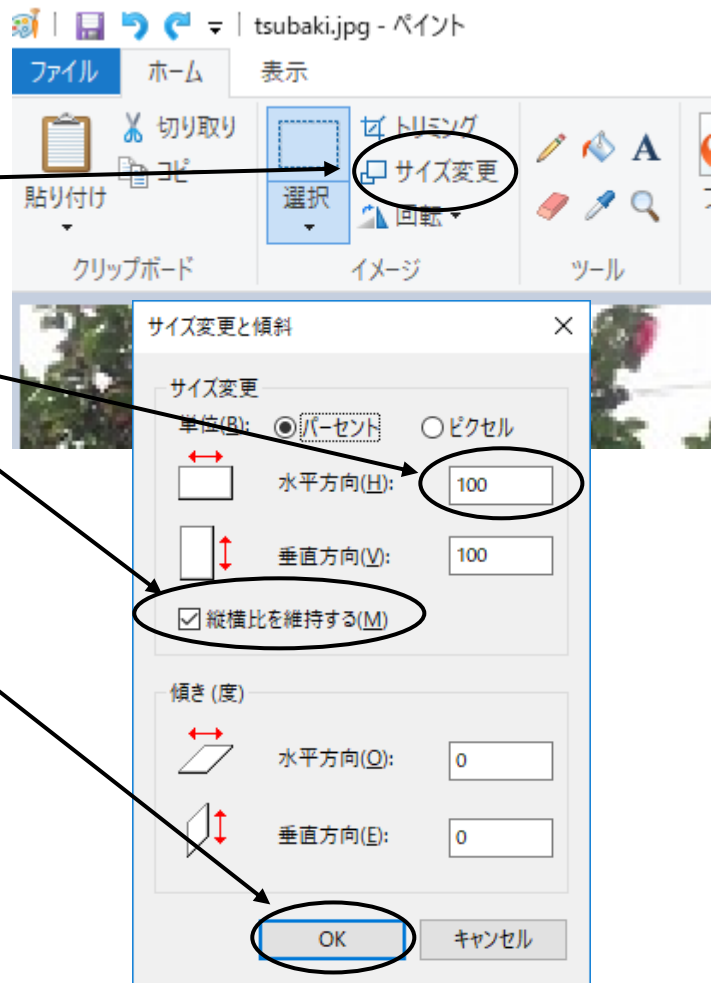 tsubaki.jpg - ペイント
ファイル ホーム 表示
切り取り
トリミング
コピ
サイズ変更
貼り付け
選択
回転
A
クリップボード
イメージ
ツール
サイズ変更と傾斜
サイズ変更
単位(B): パーセント ピクセル
水平方向(H): 100
垂直方向(V): 100
縦横比を維持する(M)
傾き (度)
水平方向(O): 0
垂直方向(E): 0
OK キャンセル